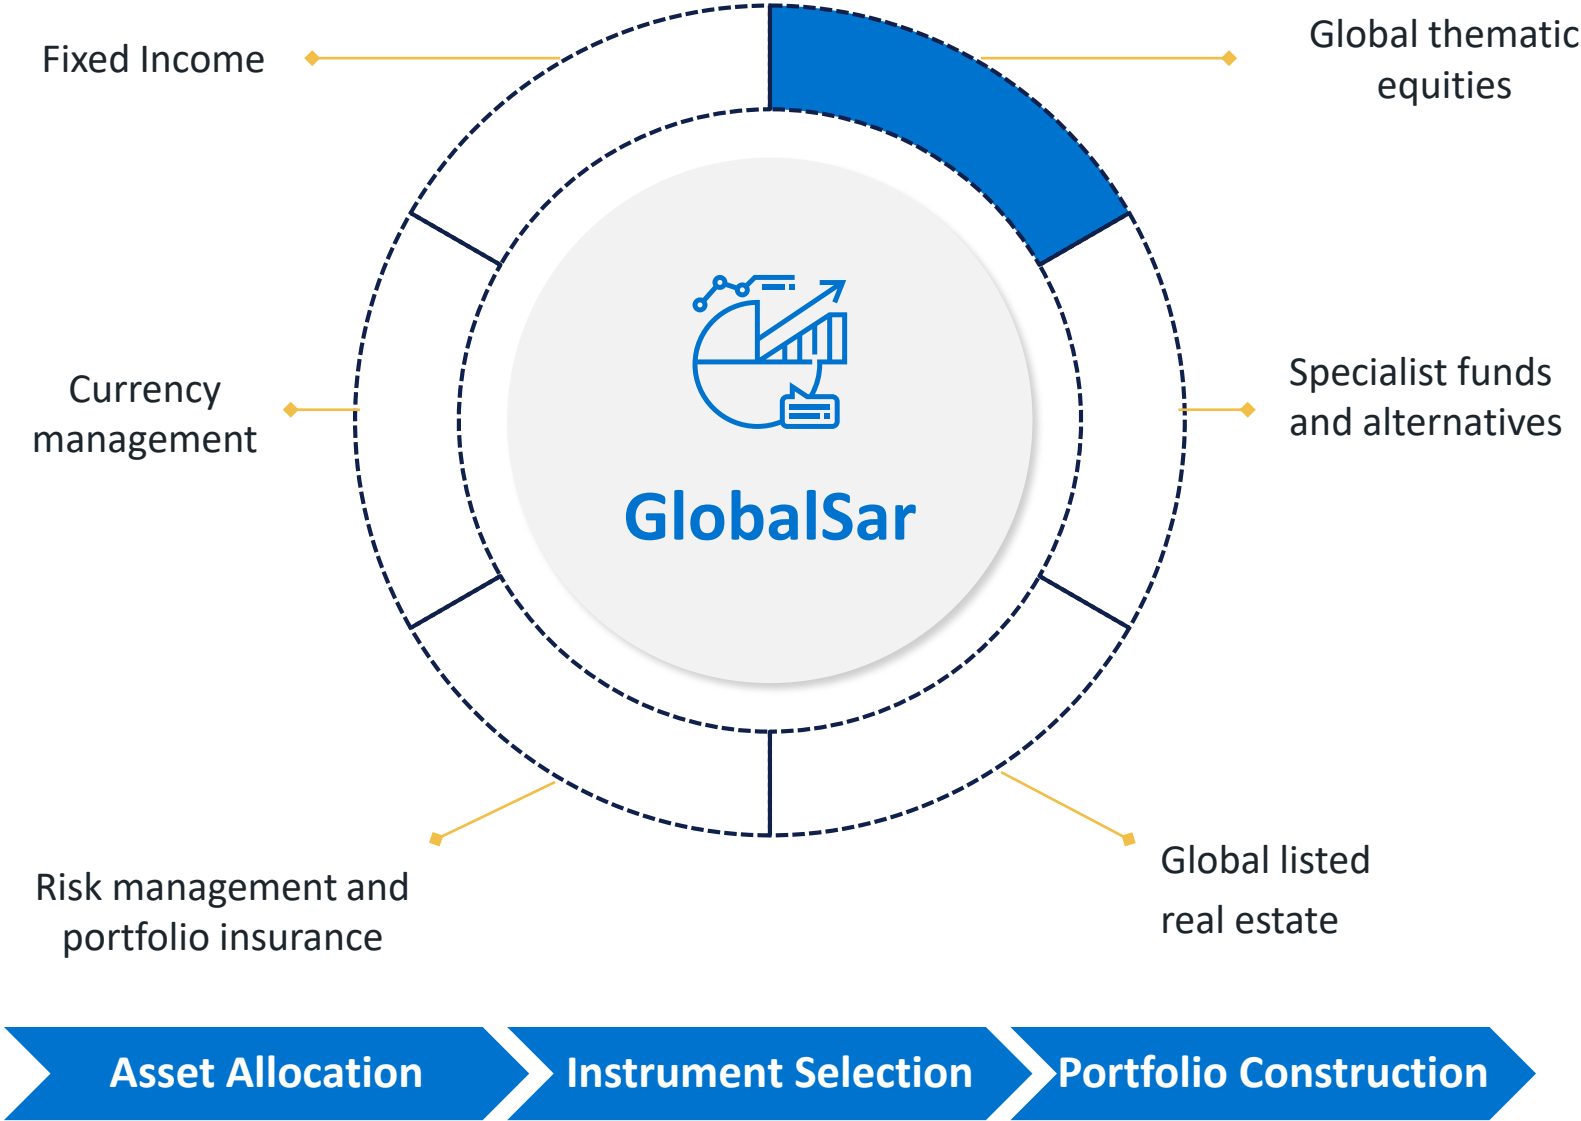 Fixed Income
Global thematic
equities
Currency
management
Specialist funds
and alternatives
GlobalSar
Risk management and
portfolio insurance
Global listed
real estate
Asset Allocation
Instrument Selection
Portfolio Construction